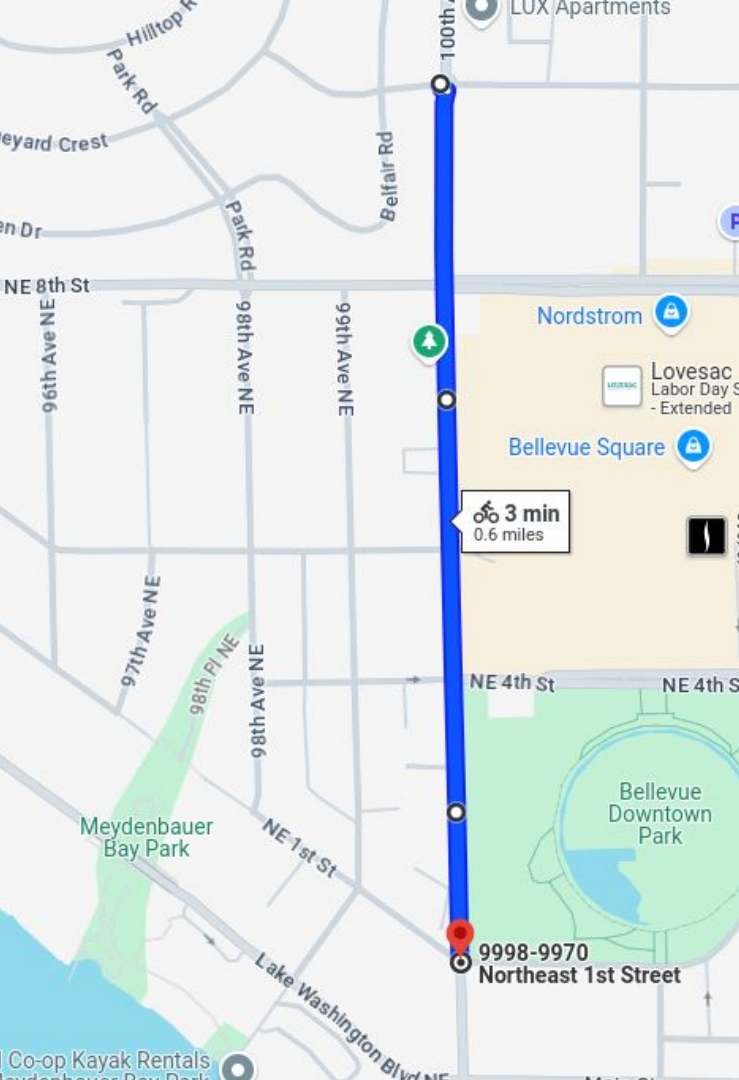 LUX Apartments
Hilltop R
100th A
Park Rd
eyard Crest
Belfair Rd
en Dr
Park Rd
P
NE 8th St
96th Ave NE
98th Ave NE
99th Ave NE
Nordstrom
Lovesac
Labor Day S
- Extended
LOVESAC
Bellevue Square
3 min
0.6 miles
97th Ave NE
98th Pl NE
98th Ave NE
NE 4th St
NE 4th S
Bellevue
Downtown
Park
Meydenbauer
Bay Park
NE 1st St
9998-9970
Northeast 1st Street
Lake Washington Blvd NE
l Co-op Kayak Rentals